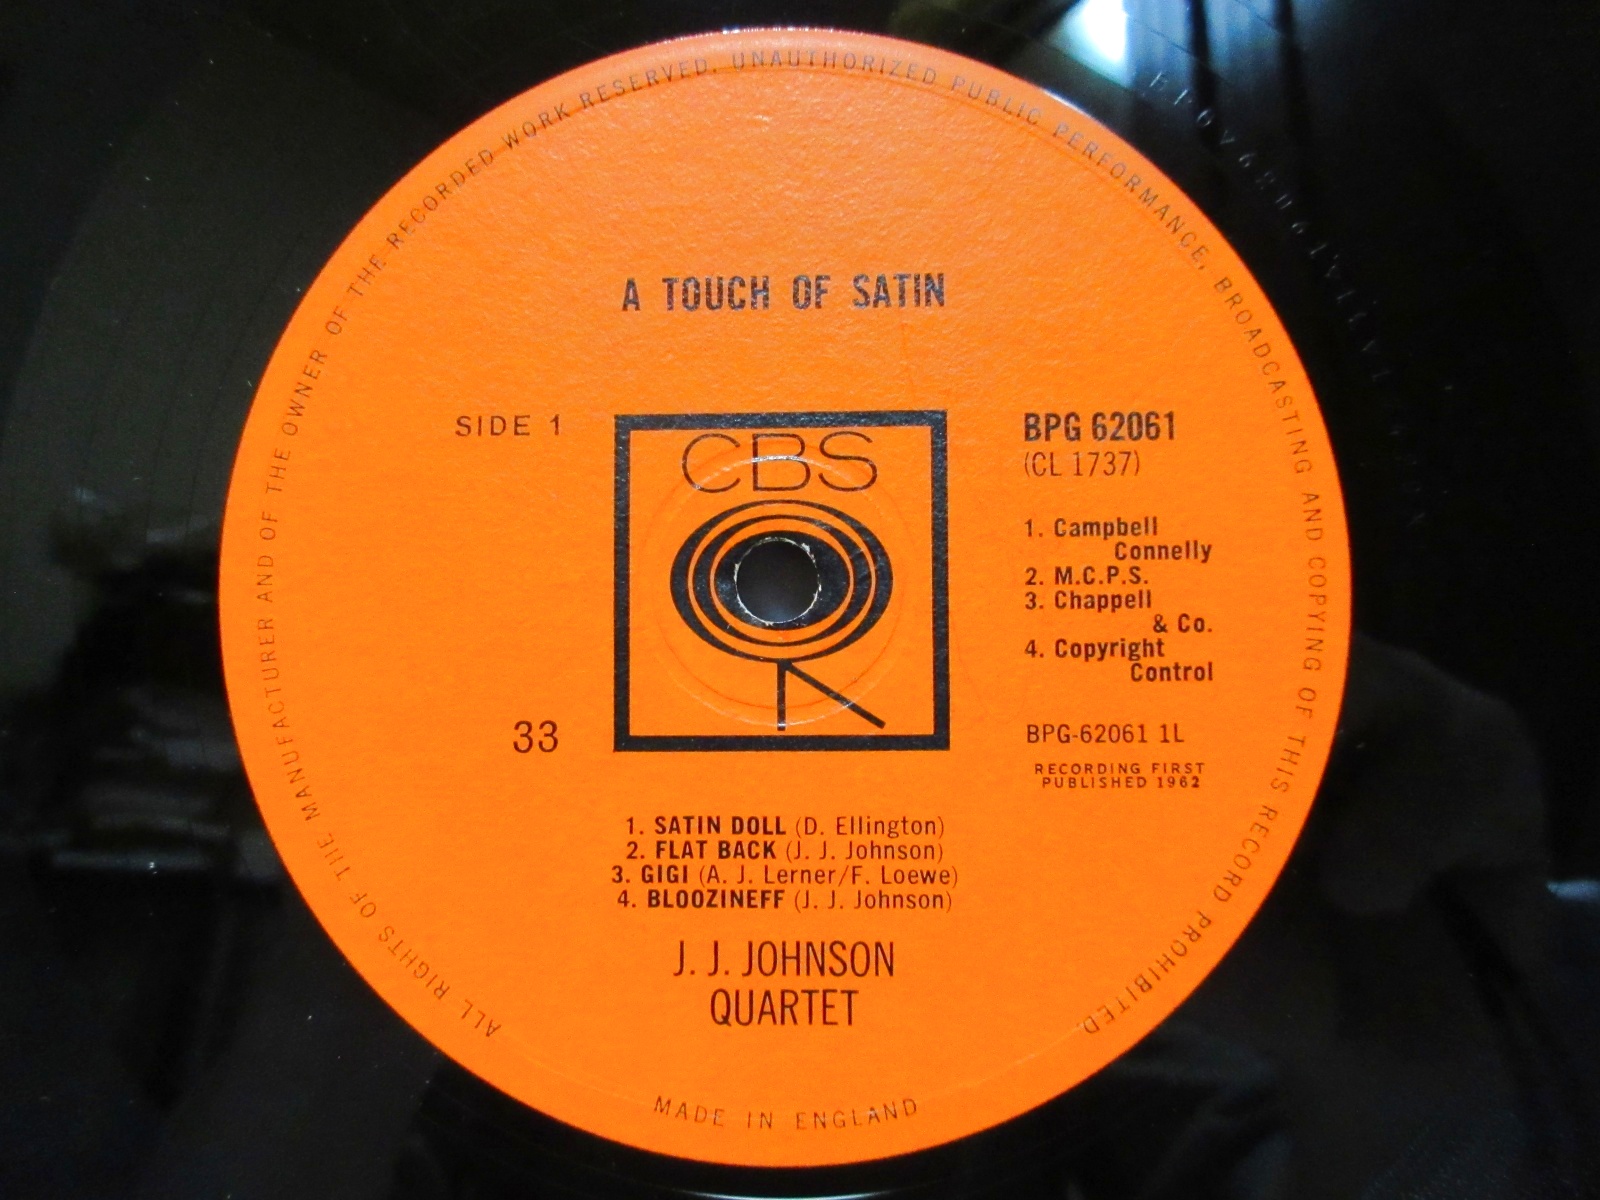 ALL RIGHTS OF THE MANUFACTURER AND OF THE OWNER OF THE RECORDED WORK RESERVED. UNAUTHORIZED PUBLIC PERFORMANCE, BROADCASTING AND COPYING OF THIS RECORD PROHIBITED
A TOUCH OF SATIN
SIDE 1
CBS
BPG 62061
(CL 1737)
1. Campbell
Connelly
2. M.C.P.S.
3. Chappell
& Co.
4. Copyright
Control
33
BPG-62061 1L
RECORDING FIRST
PUBLISHED 1962
1. SATIN DOLL (D. Ellington)
2. FLAT BACK (J. J. Johnson)
3. GIGI (A. J. Lerner/F. Loewe)
4. BLOOZINEFF (J. J. Johnson)
J. J. JOHNSON
QUARTET
MADE IN ENGLAND